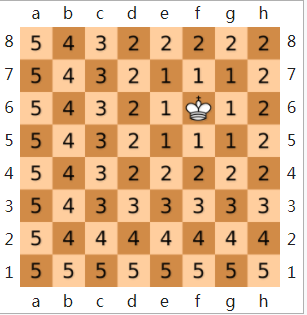 a b c d e f g h
8 5 4 3 2 2 2 2 2 8
7 5 4 3 2 1 1 1 2 7
6 5 4 3 2 1 1 2 6
5 5 4 3 2 1 1 1 2 5
4 5 4 3 2 2 2 2 2 4
3 5 4 3 3 3 3 3 3 3
2 5 4 4 4 4 4 4 4 2
1 5 5 5 5 5 5 5 5 1
a b c d e f g h